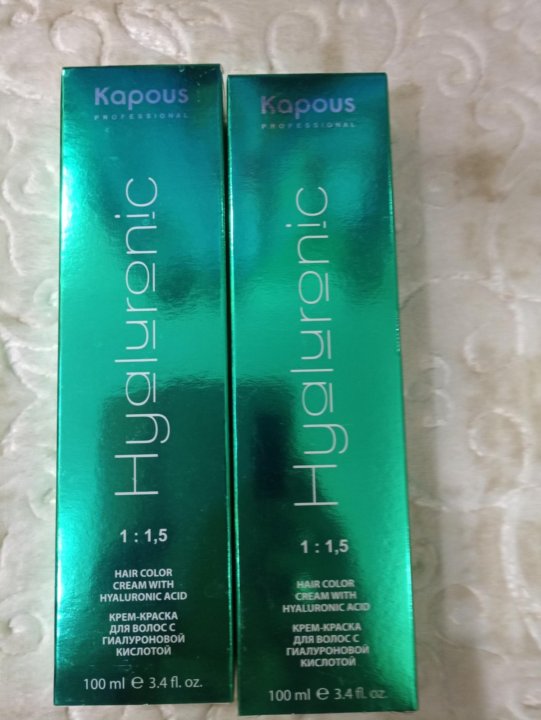 Kapous
PROFESSIONAL
Hyaluronic
1 : 1,5
HAIR COLOR
CREAM WITH
HYALURONIC ACID
КРЕМ-КРАСКА
ДЛЯ ВОЛОС С
ГИАЛУРОНОВОЙ
КИСЛОТОЙ
100 ml ℮ 3.4 fl. oz.
Kapous
PROFESSIONAL
Hyaluronic
1 : 1,5
HAIR COLOR
CREAM WITH
HYALURONIC ACID
КРЕМ-КРАСКА
ДЛЯ ВОЛОС С
ГИАЛУРОНОВОЙ
КИСЛОТОЙ
100 ml ℮ 3.4 fl. oz.